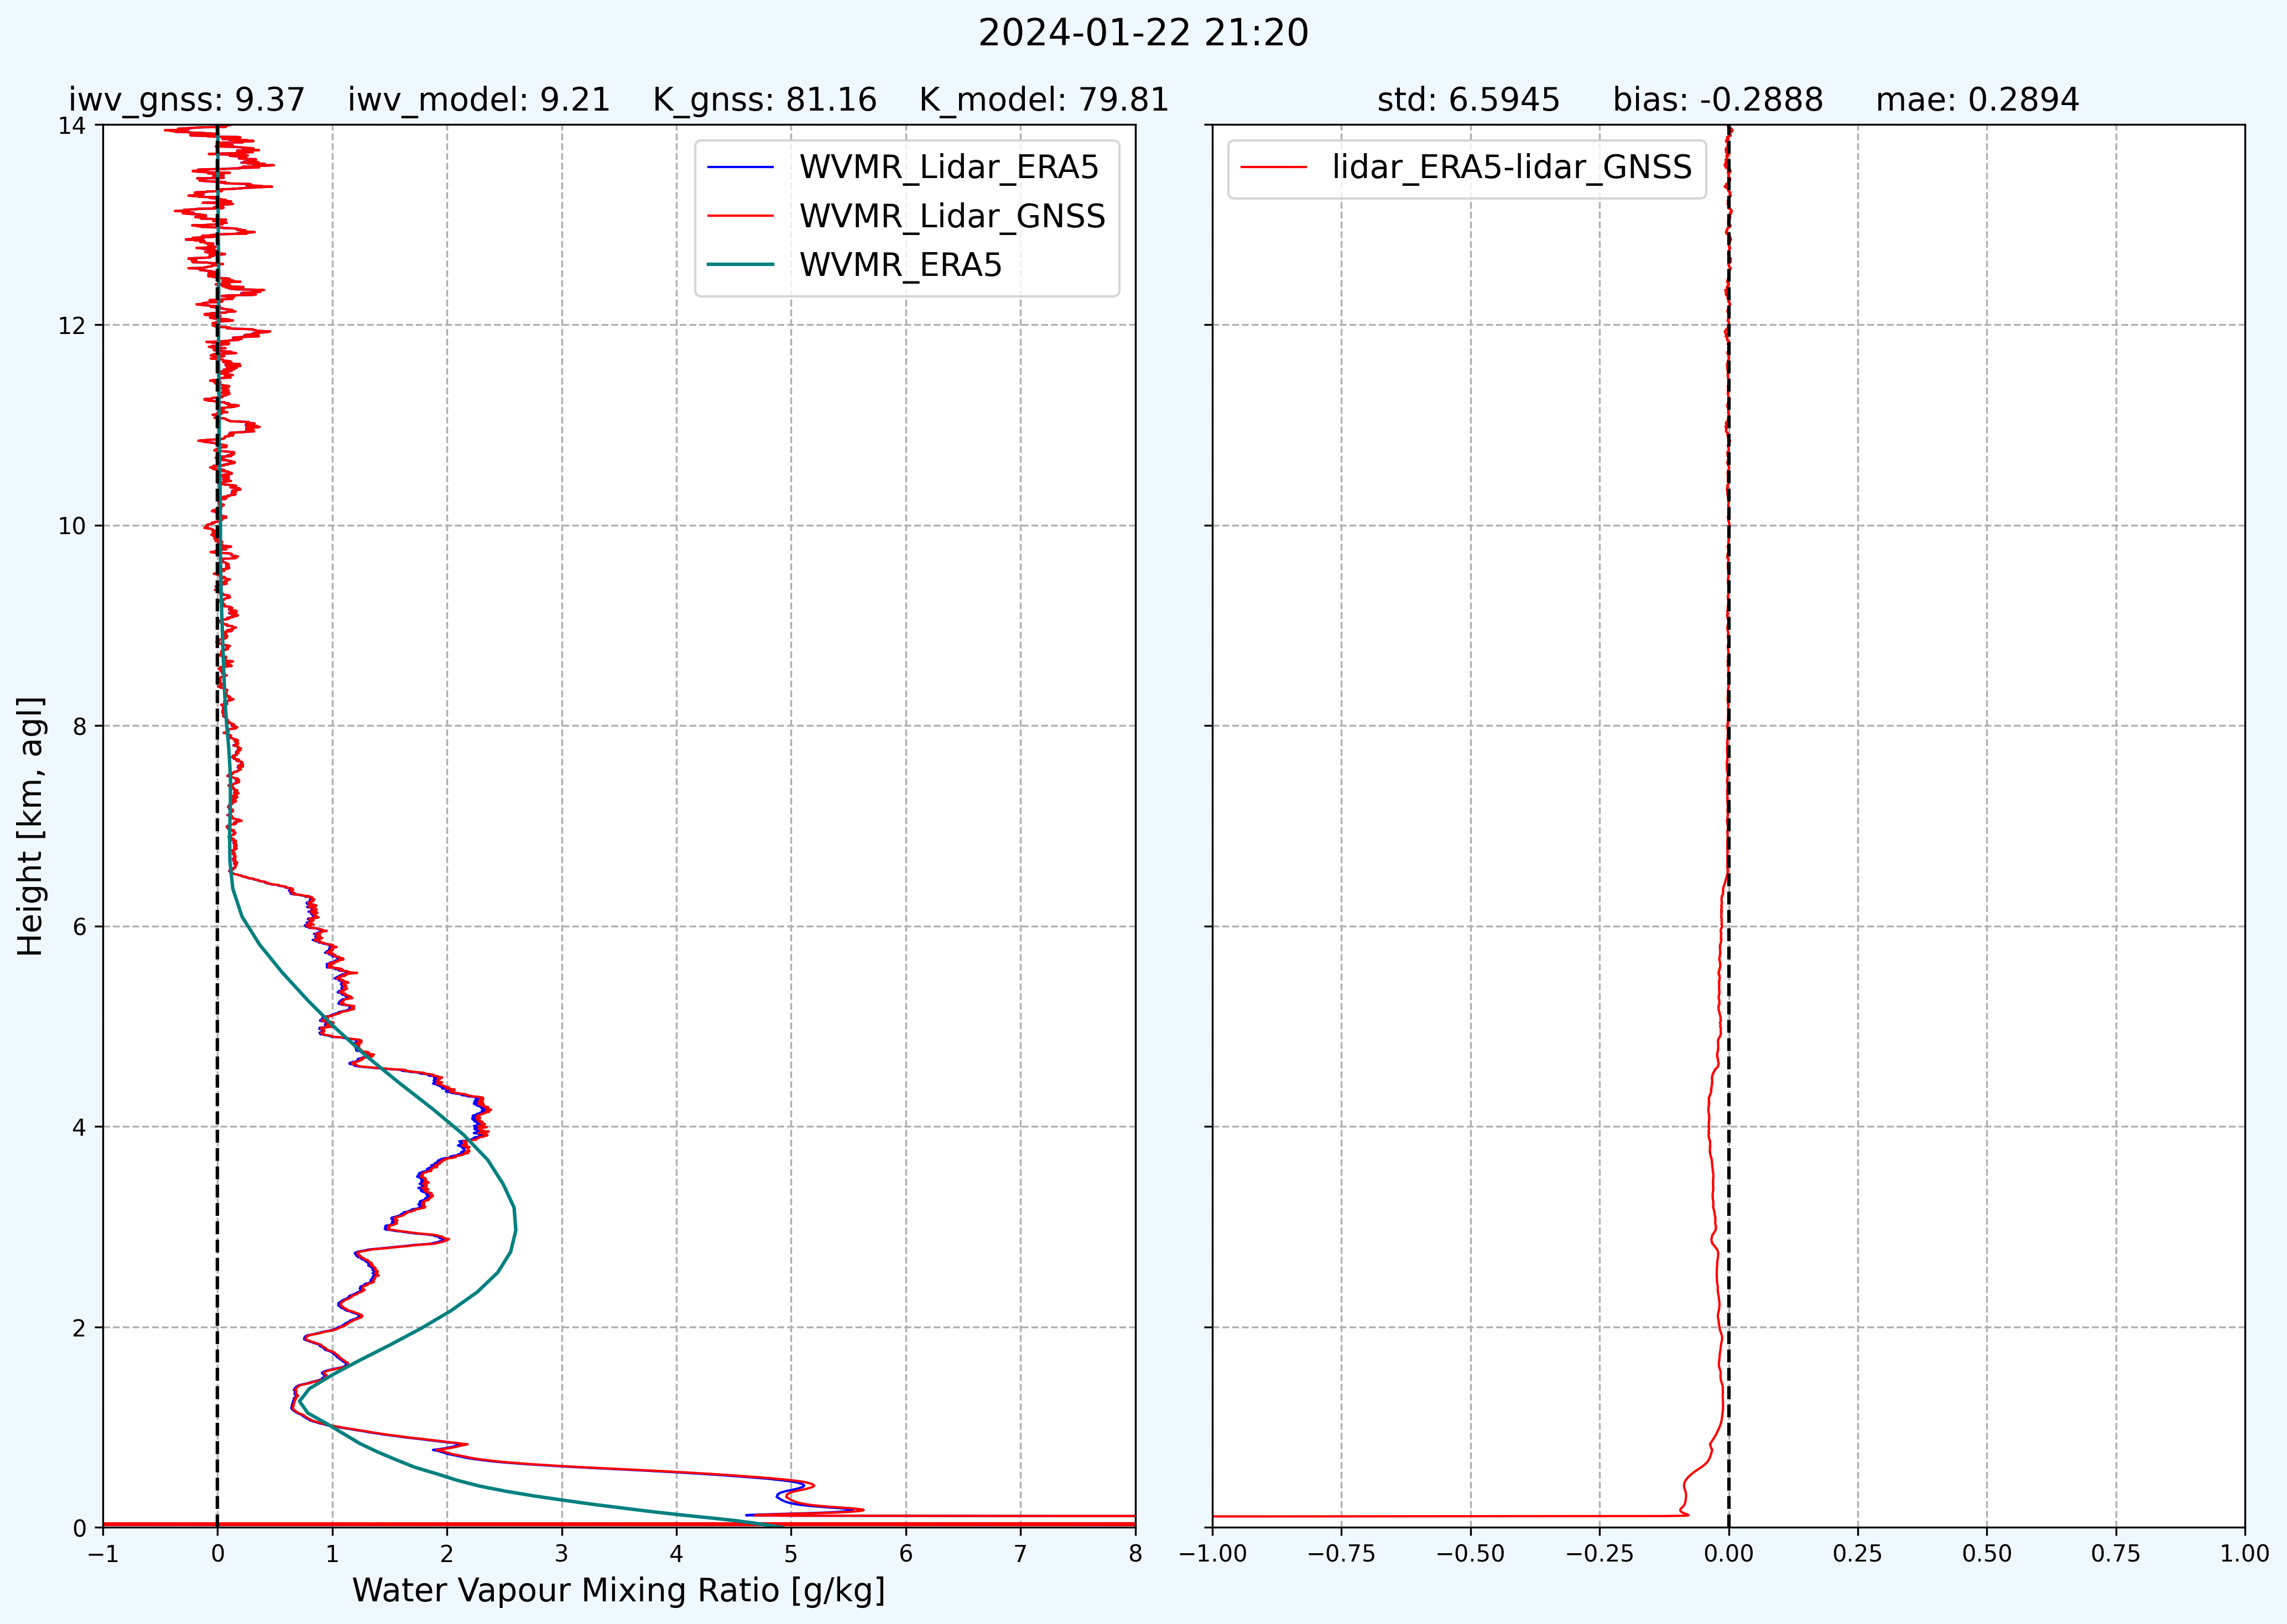 2024-01-22 21:20
iwv_gnss: 9.37 iwv_model: 9.21 K_gnss: 81.16 K_model: 79.81
std: 6.5945 bias: -0.2888 mae: 0.2894
WVMR_Lidar_ERA5
WVMR_Lidar_GNSS
WVMR_ERA5
lidar_ERA5-lidar_GNSS
Height [km, agl]
14
12
10
8
6
4
2
0
−1 0 1 2 3 4 5 6 7 8
Water Vapour Mixing Ratio [g/kg]
−1.00 −0.75 −0.50 −0.25 0.00 0.25 0.50 0.75 1.00